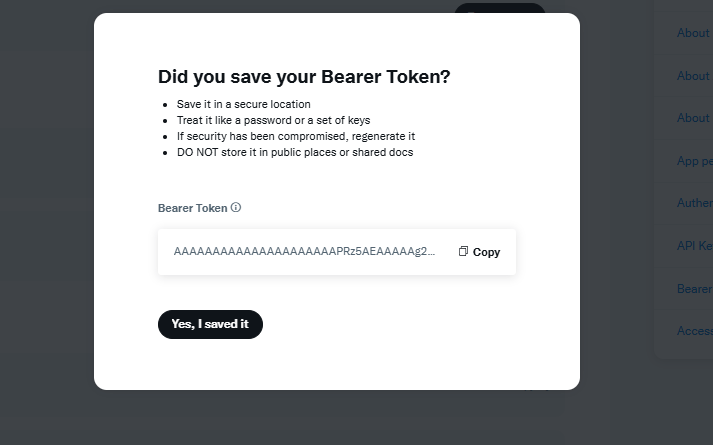 Did you save your Bearer Token?
Save it in a secure location
Treat it like a password or a set of keys
If security has been compromised, regenerate it
DO NOT store it in public places or shared docs
Bearer Token
AAAAAAAAAAAAAAAAAAAAAPRz5AEAAAAAg2...
Copy
Yes, I saved it
About
About
About
App pe
Auther
API Ke
Bearer
Access